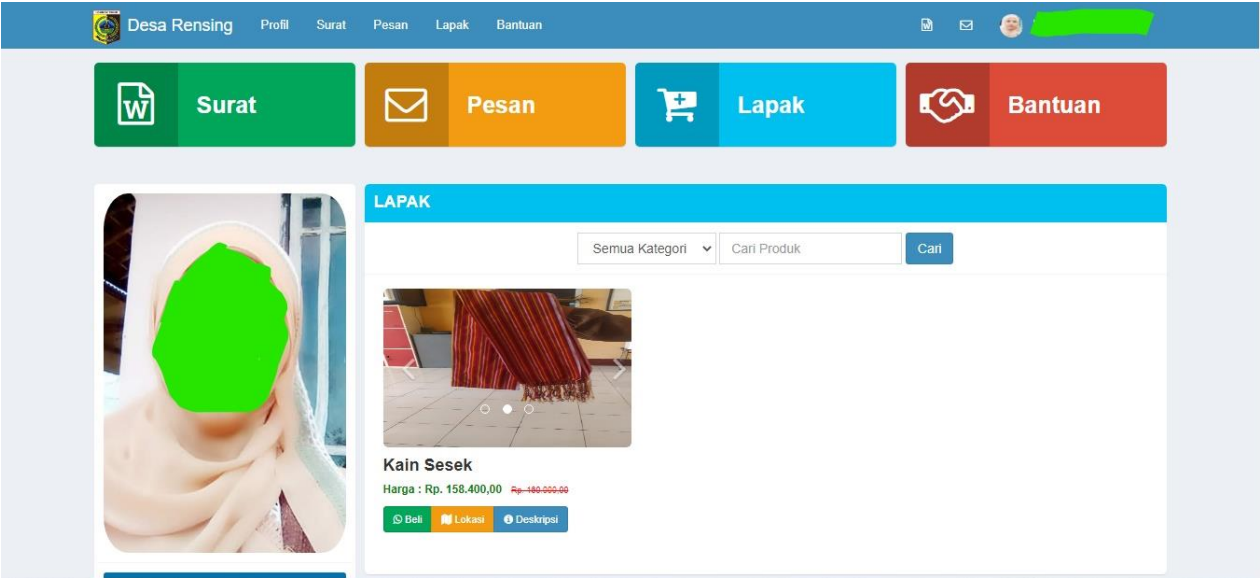 Desa Rensing Profil Surat Pesan Lapak Bantuan
Surat Pesan Lapak Bantuan
LAPAK
Semua Kategori Cari Produk Cari
Kain Sesek
Harga : Rp. 158.400,00 Rp. 180.000,00
Beli Lokasi Deskripsi